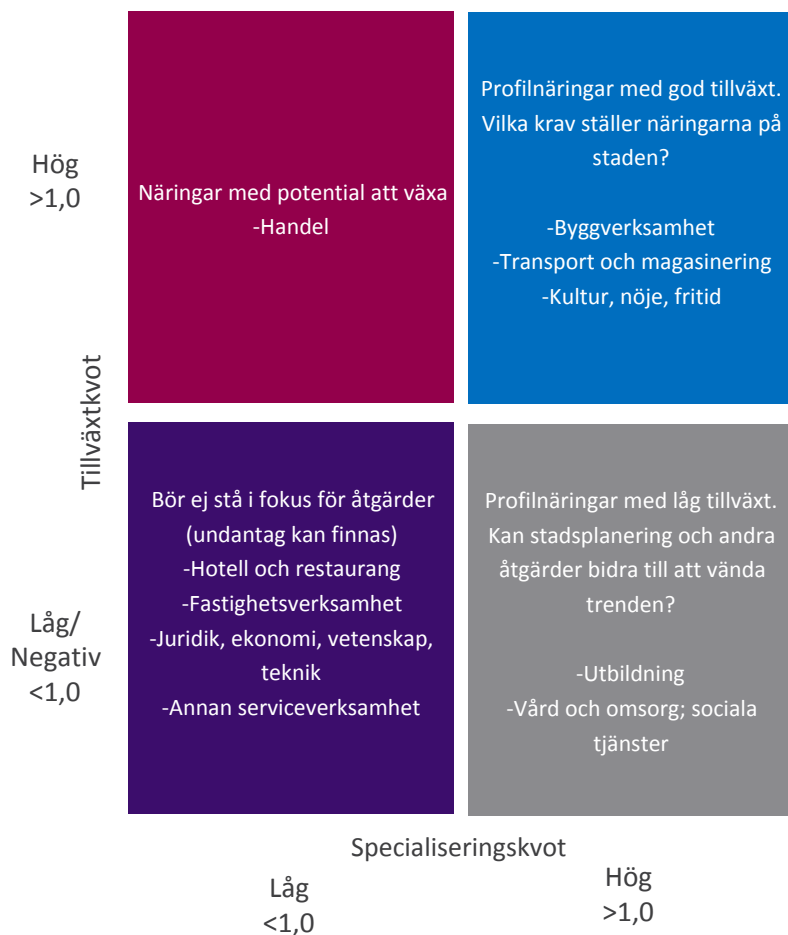 Hög
>1,0
Näringar med potential att växa
-Handel
Profilnäringar med god tillväxt.
Vilka krav ställer näringarna på
staden?
-Byggverksamhet
-Transport och magasinering
-Kultur, nöje, fritid
Tillväxtkvot
Låg/
Negativ
<1,0
Bör ej stå i fokus för åtgärder
(undantag kan finnas)
-Hotell och restaurang
-Fastighetsverksamhet
-Juridik, ekonomi, vetenskap,
teknik
-Annan serviceverksamhet
Profilnäringar med låg tillväxt.
Kan stadsplanering och andra
åtgärder bidra till att vända
trenden?
-Utbildning
-Vård och omsorg; sociala
tjänster
Specialiseringskvot
Låg
<1,0
Hög
>1,0